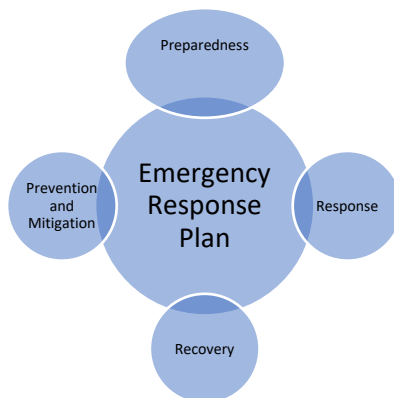 Preparedness
Prevention
and
Mitigation
Emergency
Response
Plan
Response
Recovery